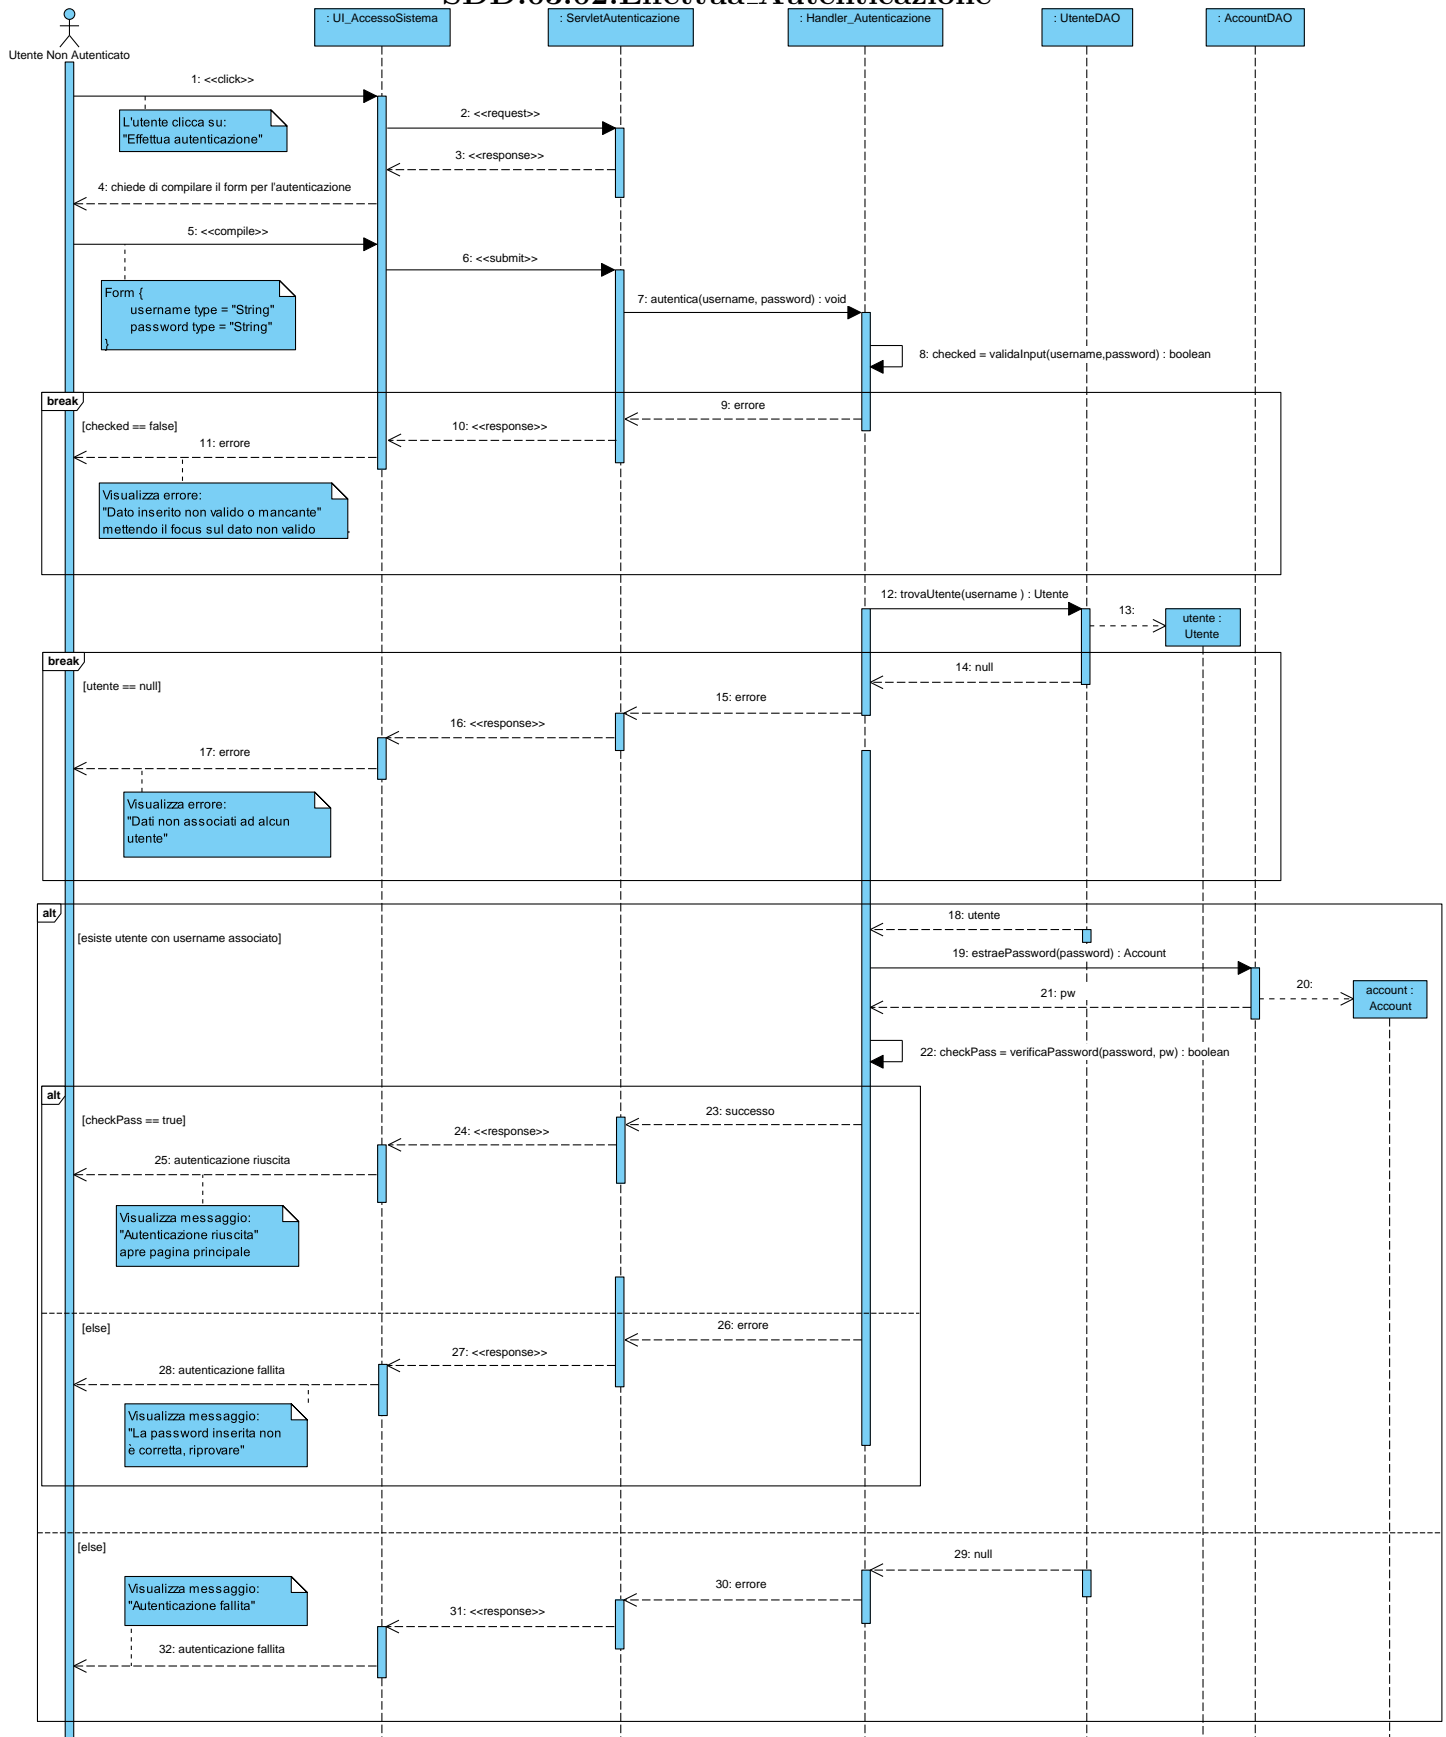 SDD.03.02.Effettua_Autenticazione
: UI_AccessoSistema
: ServletAutenticazione
: Handler_Autenticazione
: UtenteDAO
: AccountDAO
Utente Non Autenticato
1: <<click>>
L'utente clicca su:
"Effettua autenticazione"
2: <<request>>
3: <<response>>
4: chiede di compilare il form per l'autenticazione
5: <<compile>>
6: <<submit>>
Form {
username type = "String"
password type = "String"
}
7: autentica(username, password) : void
8: checked = validaInput(username,password) : boolean
break
[checked == false]
9: errore
10: <<response>>
11: errore
Visualizza errore:
"Dato inserito non valido o mancante"
mettendo il focus sul dato non valido
12: trovaUtente(username ) : Utente
13:
utente :
Utente
break
[utente == null]
14: null
15: errore
16: <<response>>
17: errore
Visualizza errore:
"Dati non associati ad alcun
utente"
alt
[esiste utente con username associato]
18: utente
19: estraePassword(password) : Account
20:
account :
Account
21: pw
22: checkPass = verificaPassword(password, pw) : boolean
alt
[checkPass == true]
23: successo
24: <<response>>
25: autenticazione riuscita
Visualizza messaggio:
"Autenticazione riuscita"
apre pagina principale
[else]
26: errore
27: <<response>>
28: autenticazione fallita
Visualizza messaggio:
"La password inserita non
è corretta, riprovare"
[else]
29: null
30: errore
31: <<response>>
Visualizza messaggio:
"Autenticazione fallita"
32: autenticazione fallita